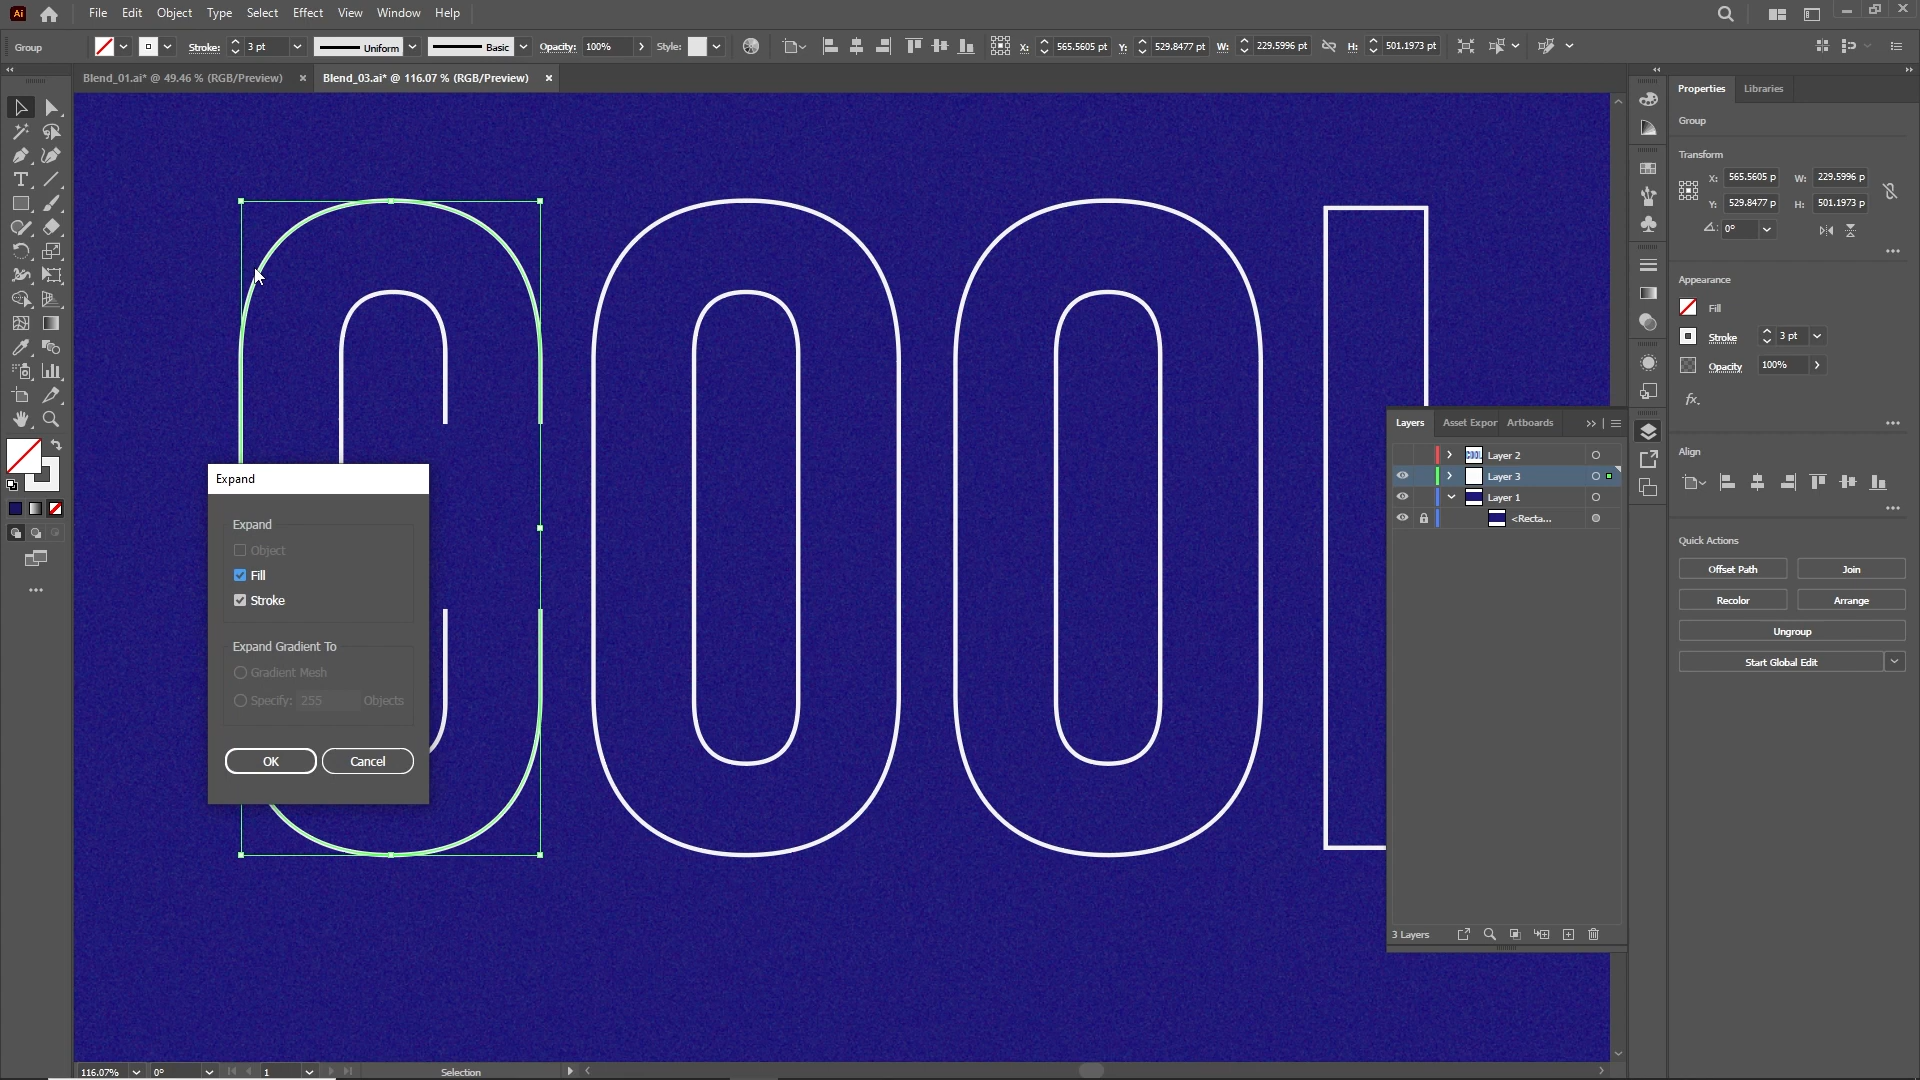 Ai
File Edit Object Type Select Effect View Window Help
Group Stroke: 3 pt Uniform Basic Opacity: 100% Style: X: 565.5605 pt Y: 529.8477 pt W: 229.5996 pt H: 501.1973 pt
Blend_01.ai* @ 49.46 % (RGB/Preview) × Blend_03.ai* @ 116.07 % (RGB/Preview) ×
COOL
Expand
Expand
Object
Fill
Stroke
Expand Gradient To
Gradient Mesh
Specify: 255 Objects
OK Cancel
Layers Asset Expor Artboards
Layer 2
Layer 3
Layer 1
<Recta...
3 Layers
Properties Libraries
Group
Transform
X: 565.5605 p W: 229.5996 p
Y: 529.8477 p H: 501.1973 p
0°
Appearance
Fill
Stroke 3 pt
Opacity 100%
fx.
Align
Quick Actions
Offset Path Join
Recolor Arrange
Ungroup
Start Global Edit
116.07% 0° 1 Selection